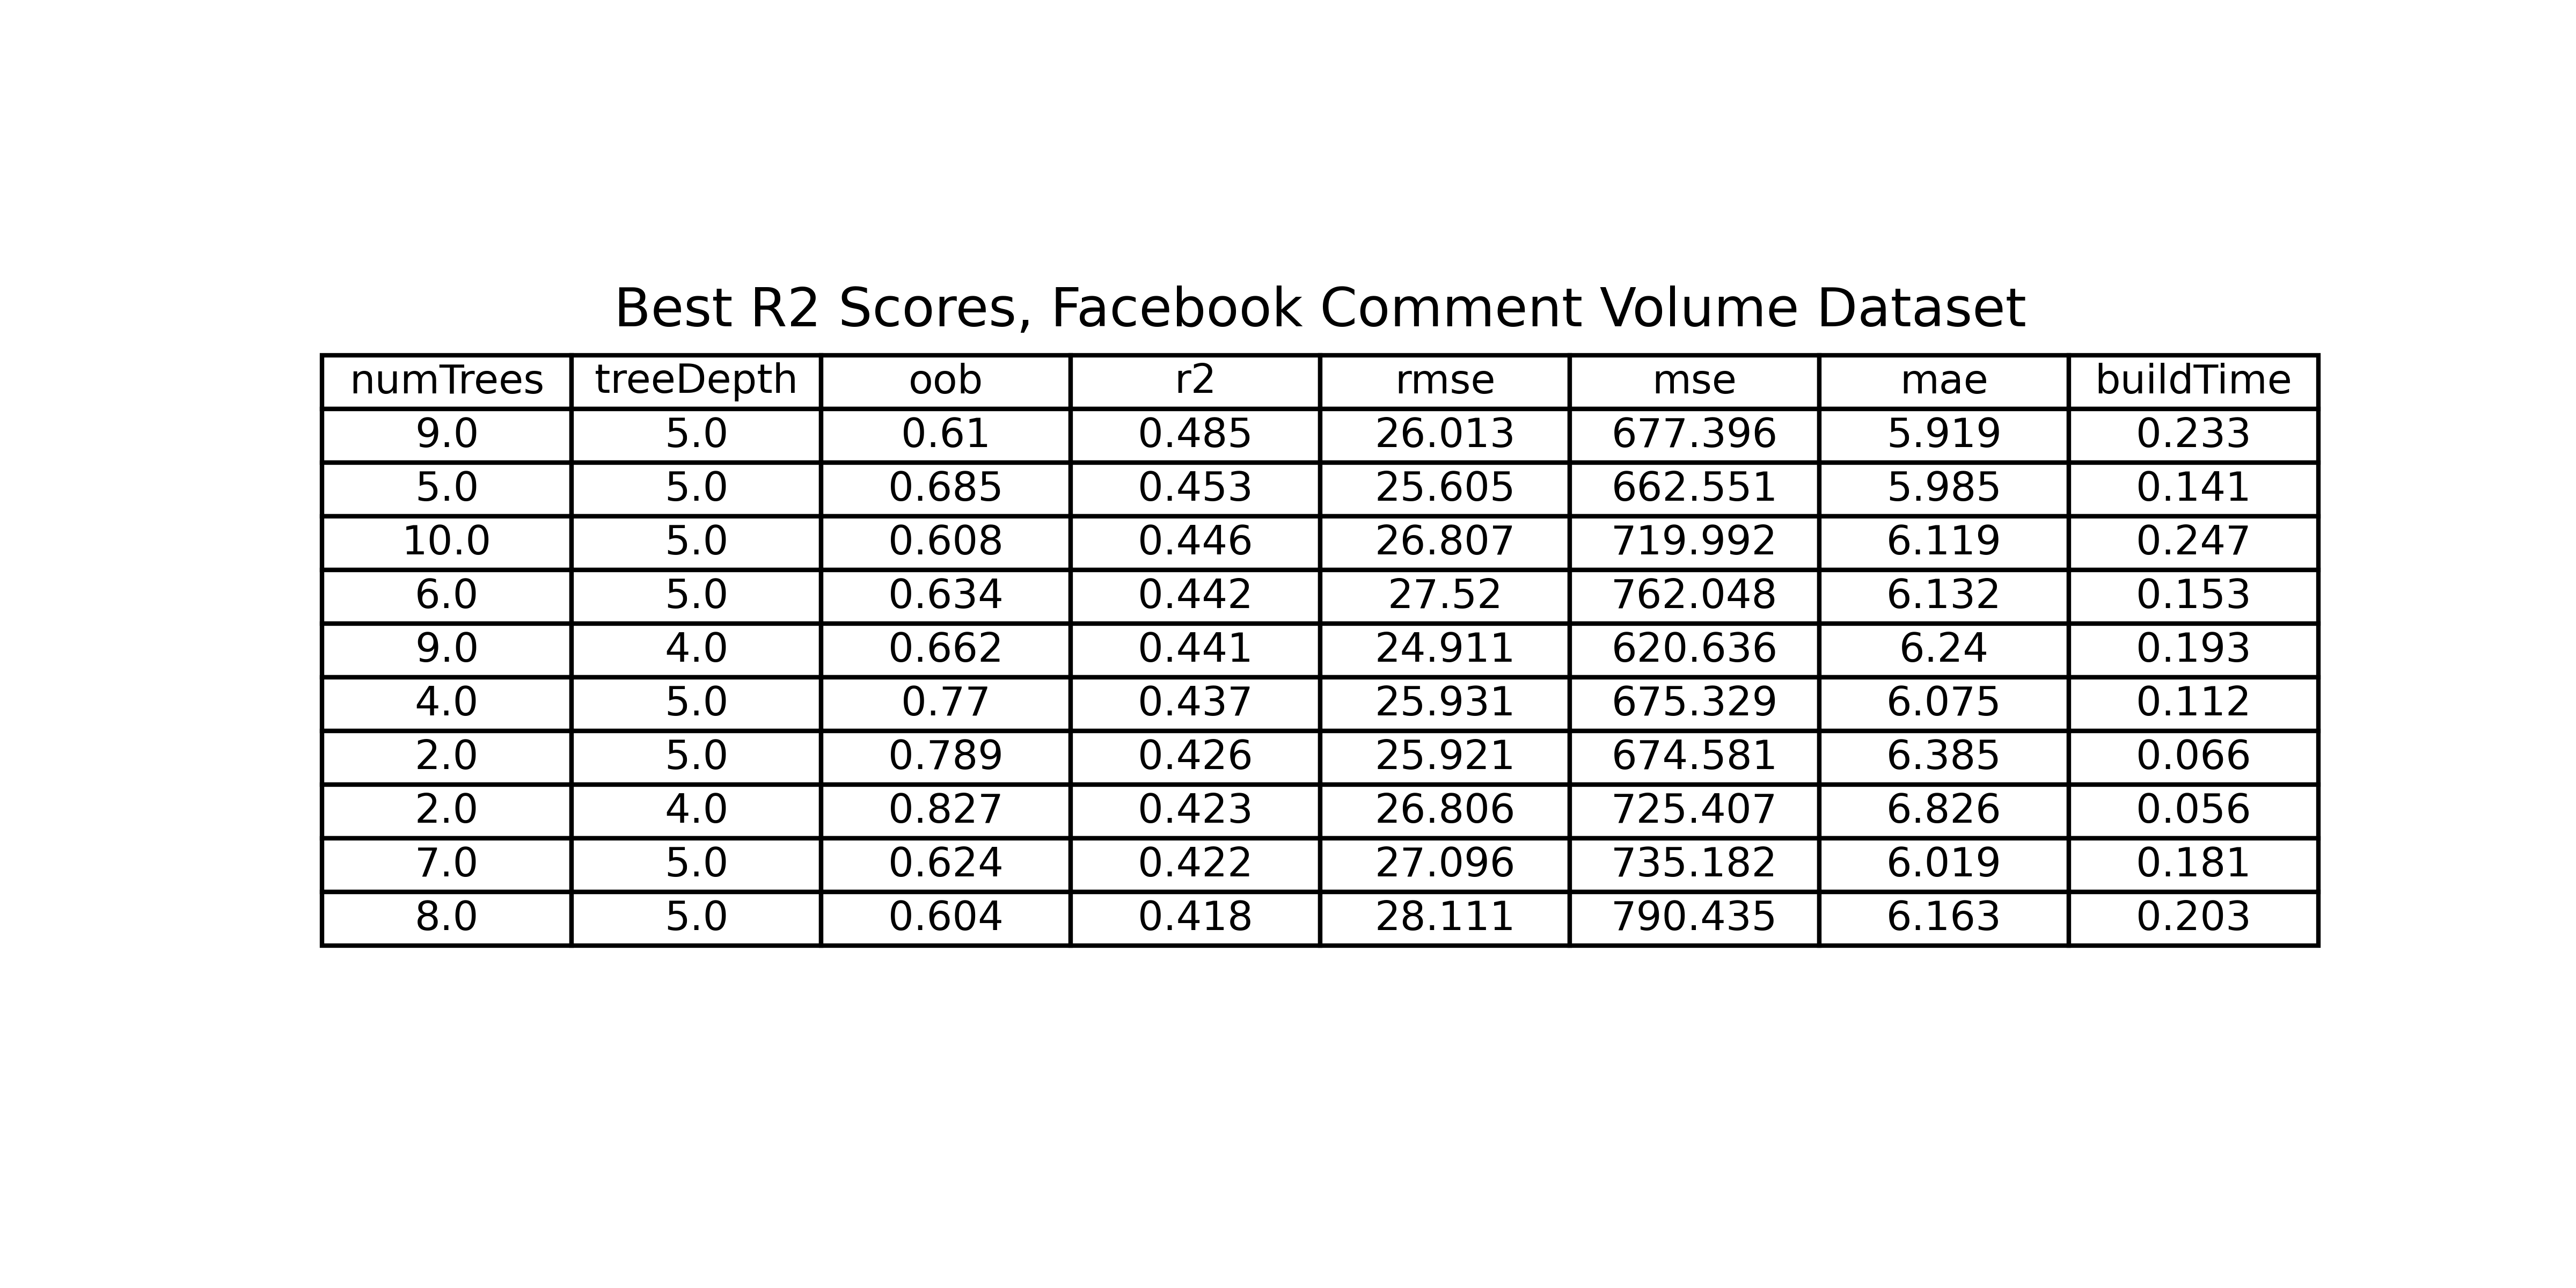 Best R2 Scores, Facebook Comment Volume Dataset
numTrees treeDepth oob r2 rmse mse mae buildTime
9.0 5.0 0.61 0.485 26.013 677.396 5.919 0.233
5.0 5.0 0.685 0.453 25.605 662.551 5.985 0.141
10.0 5.0 0.608 0.446 26.807 719.992 6.119 0.247
6.0 5.0 0.634 0.442 27.52 762.048 6.132 0.153
9.0 4.0 0.662 0.441 24.911 620.636 6.24 0.193
4.0 5.0 0.77 0.437 25.931 675.329 6.075 0.112
2.0 5.0 0.789 0.426 25.921 674.581 6.385 0.066
2.0 4.0 0.827 0.423 26.806 725.407 6.826 0.056
7.0 5.0 0.624 0.422 27.096 735.182 6.019 0.181
8.0 5.0 0.604 0.418 28.111 790.435 6.163 0.203